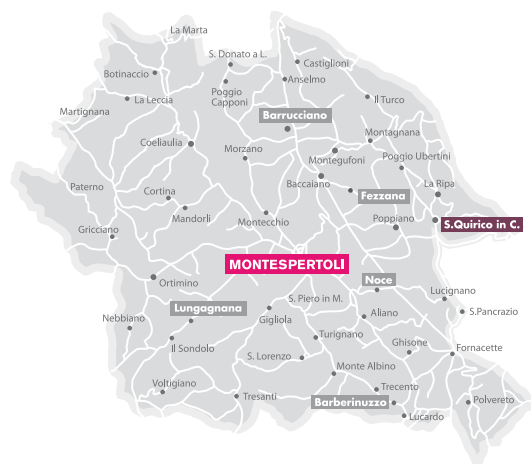 La Marta
S. Donato a L.
Castiglioni
Botinaccio
Anselmo
Poggio
Capponi
La Leccia
Il Turco
Martignana
Barrucciano
Montagnana
Coeliaulia
Morzano
Montegufoni
Poggio Ubertini
Baccaiano
Paterno
Cortina
Fezzana
La Ripa
Mandorli
Montecchio
Poppiano
S.Quirico in C.
Gricciano
MONTESPERTOLI
Ortimino
Noce
Lucignano
S. Piero in M.
Lungagnana
Nebbiano
Gigliola
Aliano
S.Pancrazio
Turignano
Il Sondolo
Ghisone
Fornacette
S. Lorenzo
Monte Albino
Voltigiano
Trecento
Tresanti
Barberinuzzo
Polvereto
Lucardo